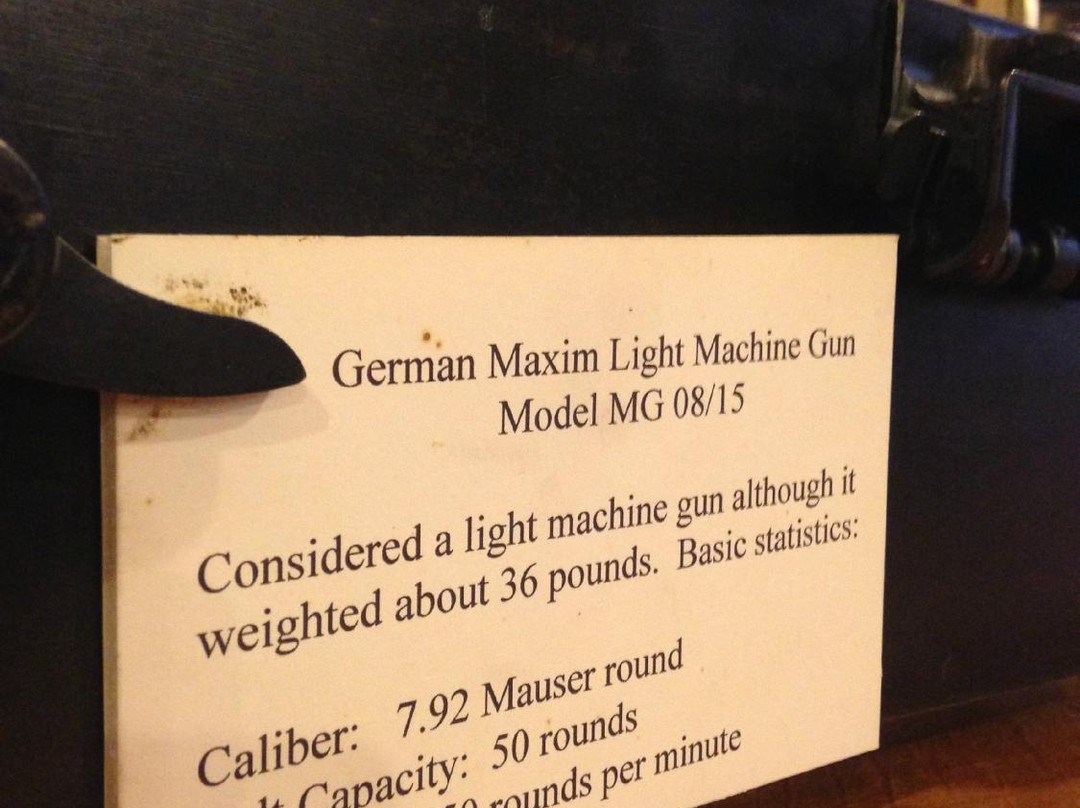 German Maxim Light Machine Gun
Model MG 08/15
Considered a light machine gun although it
weighted about 36 pounds. Basic statistics:
Caliber: 7.92 Mauser round
Capacity: 50 rounds
rounds per minute